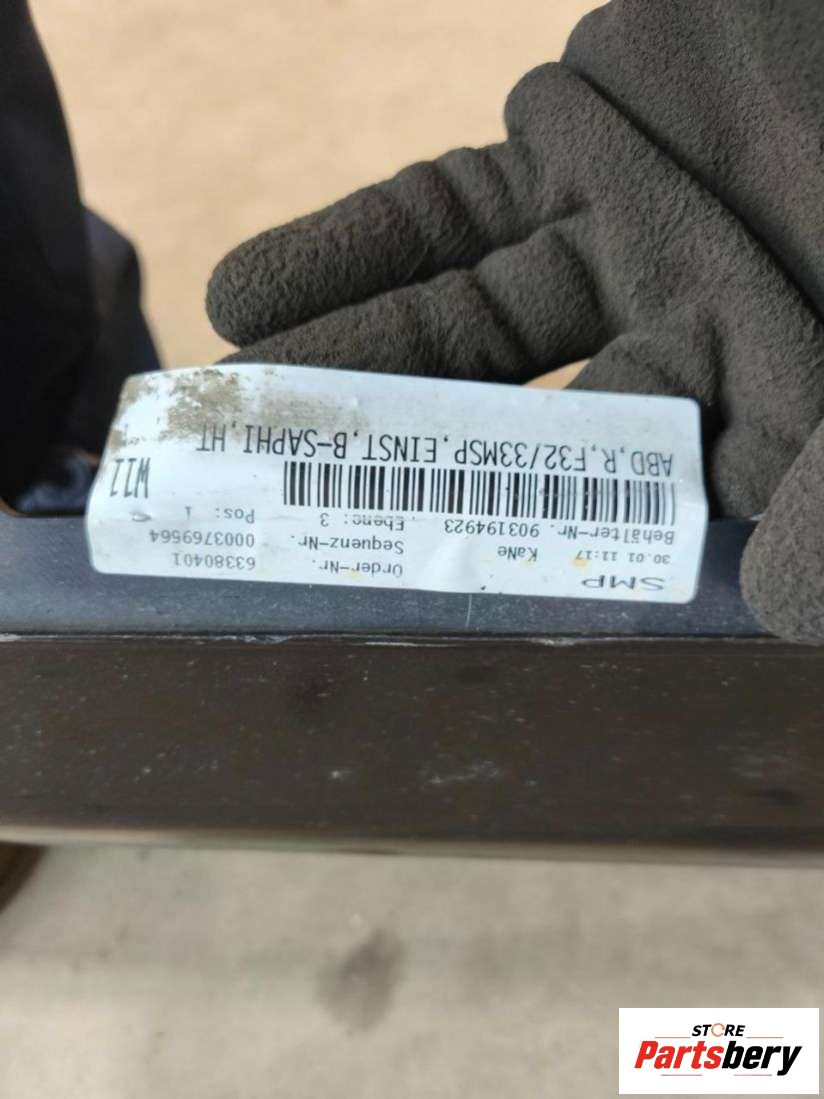 SMP
30.01 11:17 KaNe Order-Nr. 63380401
Behälter-Nr. 903194923 Sequenz-Nr. 0003769564
Ebene: 3 Pos: 1
W11
ABD,R,F32/33MSP,EINST,B-SAPHI,HT
STORE
Partsbery